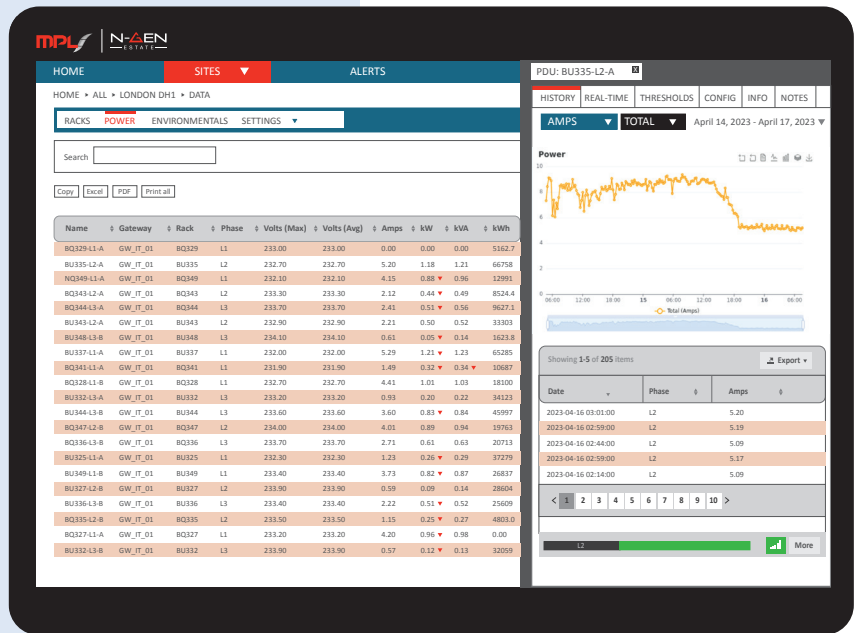 MPL N-GEN
ESTATE
HOME SITES ▼ ALERTS
HOME ▸ ALL ▸ LONDON DH1 ▸ DATA
RACKS POWER ENVIRONMENTALS SETTINGS ▼
Search
Copy Excel PDF Print all
Name Gateway Rack Phase Volts (Max) Volts (Avg) Amps kW kVA kWh
BQ329-L1-A GW_IT_01 BQ329 L1 233.00 233.00 0.00 0.00 0.00 5162.7
BU335-L2-A GW_IT_01 BU335 L2 232.70 232.70 5.20 1.18 1.21 66758
NQ349-L1-A GW_IT_01 BQ349 L1 232.10 232.10 4.15 0.88 ▼ 0.96 12991
BQ343-L2-A GW_IT_01 BQ343 L2 233.30 233.30 2.12 0.44 ▼ 0.49 8524.4
BQ344-L3-A GW_IT_01 BQ344 L3 233.70 233.70 2.41 0.51 ▼ 0.56 9627.1
BU343-L2-A GW_IT_01 BU343 L2 232.90 232.90 2.21 0.50 0.52 33303
BU348-L3-B GW_IT_01 BU348 L3 234.10 234.10 0.61 0.05 ▼ 0.14 1623.8
BU337-L1-A GW_IT_01 BU337 L1 232.00 232.00 5.29 1.21 ▼ 1.23 65285
BQ341-L1-A GW_IT_01 BQ341 L1 231.90 231.90 1.49 0.32 ▼ 0.34 ▼ 10687
BQ328-L1-B GW_IT_01 BQ328 L1 232.70 232.70 4.41 1.01 1.03 18100
BU332-L3-A GW_IT_01 BU332 L3 233.20 233.20 0.93 0.20 0.22 34123
BU344-L3-B GW_IT_01 BU344 L3 233.60 233.60 3.60 0.83 ▼ 0.84 45997
BQ347-L2-B GW_IT_01 BQ347 L2 234.00 234.00 4.01 0.89 0.94 19763
BQ336-L3-B GW_IT_01 BQ336 L3 233.70 233.70 2.71 0.61 0.63 20713
BU325-L1-A GW_IT_01 BU325 L1 232.30 232.30 1.23 0.26 ▼ 0.29 37279
BU349-L1-B GW_IT_01 BU349 L1 233.40 233.40 3.73 0.82 ▼ 0.87 26837
BU327-L2-B GW_IT_01 BU327 L2 233.90 233.90 0.59 0.09 0.14 28604
BU336-L3-B GW_IT_01 BU336 L3 233.40 233.40 2.22 0.51 ▼ 0.52 25609
BQ335-L2-B GW_IT_01 BQ335 L2 233.50 233.50 1.15 0.25 ▼ 0.27 4803.0
BQ327-L1-A GW_IT_01 BQ327 L1 233.20 233.20 4.20 0.96 ▼ 0.98 0.00
BU332-L3-B GW_IT_01 BU332 L3 233.90 233.90 0.57 0.12 ▼ 0.13 32059
PDU: BU335-L2-A X
HISTORY REAL-TIME THRESHOLDS CONFIG INFO NOTES
AMPS ▼ TOTAL ▼ April 14, 2023 - April 17, 2023 ▼
Power
10
8
6
4
2
0
06:00 12:00 18:00 15 06:00 12:00 18:00 16 06:00
Total (Amps)
Showing 1-5 of 205 items Export ▾
Date Phase Amps
2023-04-16 03:01:00 L2 5.20
2023-04-16 02:59:00 L2 5.19
2023-04-16 02:44:00 L2 5.09
2023-04-16 02:59:00 L2 5.17
2023-04-16 02:14:00 L2 5.09
< 1 2 3 4 5 6 7 8 9 10 >
L2 More